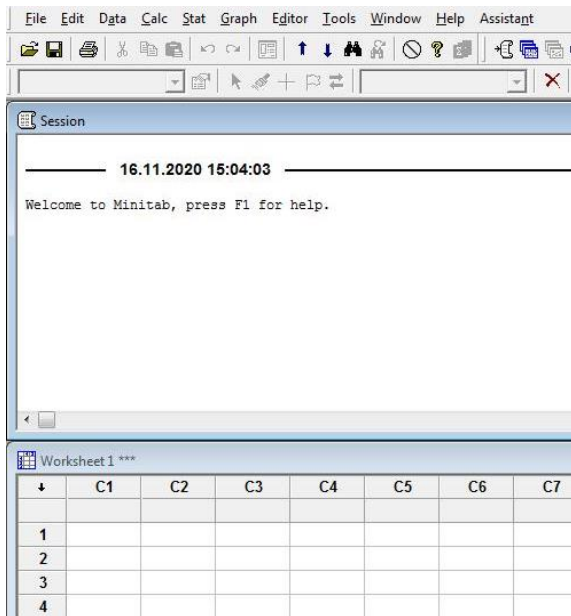 File Edit Data Calc Stat Graph Editor Tools Window Help Assistant
Session
16.11.2020 15:04:03
Welcome to Minitab, press F1 for help.
Worksheet 1 ***
C1 C2 C3 C4 C5 C6 C7
1
2
3
4